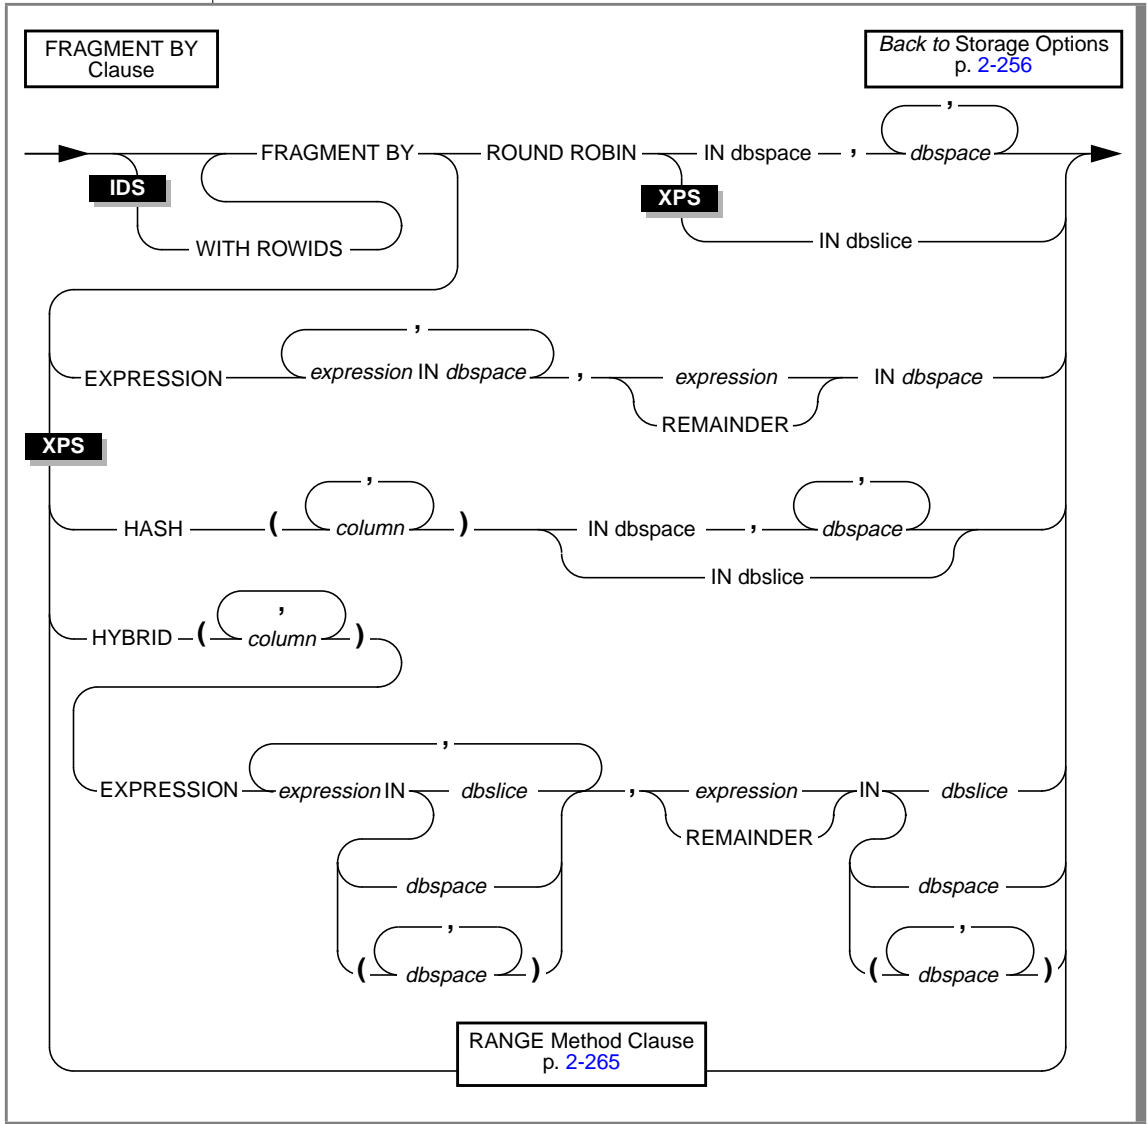 FRAGMENT BY
Clause
Back to Storage Options
p. 2-256
,
FRAGMENT BY ROUND ROBIN IN dbspace , dbspace
IDS
XPS
WITH ROWIDS
IN dbslice
,
EXPRESSION expression IN dbspace , expression IN dbspace
REMAINDER
XPS
, ,
HASH ( column ) IN dbspace , dbspace
IN dbslice
,
HYBRID ( column )
,
EXPRESSION expression IN dbslice , expression IN dbslice
REMAINDER
dbspace dbspace
, ,
( dbspace ) ( dbspace )
RANGE Method Clause
p. 2-265